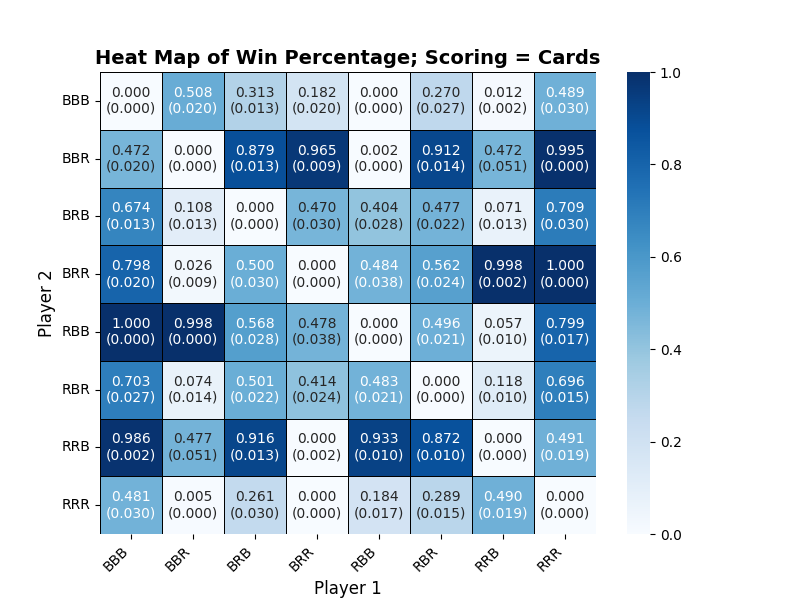 Heat Map of Win Percentage; Scoring = Cards
BBB 0.000 0.508 0.313 0.182 0.000 0.270 0.012 0.489
(0.000) (0.020) (0.013) (0.020) (0.000) (0.027) (0.002) (0.030)
BBR 0.472 0.000 0.879 0.965 0.002 0.912 0.472 0.995
(0.020) (0.000) (0.013) (0.009) (0.000) (0.014) (0.051) (0.000)
BRB 0.674 0.108 0.000 0.470 0.404 0.477 0.071 0.709
(0.013) (0.013) (0.000) (0.030) (0.028) (0.022) (0.013) (0.030)
BRR 0.798 0.026 0.500 0.000 0.484 0.562 0.998 1.000
(0.020) (0.009) (0.030) (0.000) (0.038) (0.024) (0.002) (0.000)
RBB 1.000 0.998 0.568 0.478 0.000 0.496 0.057 0.799
(0.000) (0.000) (0.028) (0.038) (0.000) (0.021) (0.010) (0.017)
RBR 0.703 0.074 0.501 0.414 0.483 0.000 0.118 0.696
(0.027) (0.014) (0.022) (0.024) (0.021) (0.000) (0.010) (0.015)
RRB 0.986 0.477 0.916 0.000 0.933 0.872 0.000 0.491
(0.002) (0.051) (0.013) (0.002) (0.010) (0.010) (0.000) (0.019)
RRR 0.481 0.005 0.261 0.000 0.184 0.289 0.490 0.000
(0.030) (0.000) (0.030) (0.000) (0.017) (0.015) (0.019) (0.000)
BBB BBR BRB BRR RBB RBR RRB RRR
Player 1
Player 2
1.0
0.8
0.6
0.4
0.2
0.0